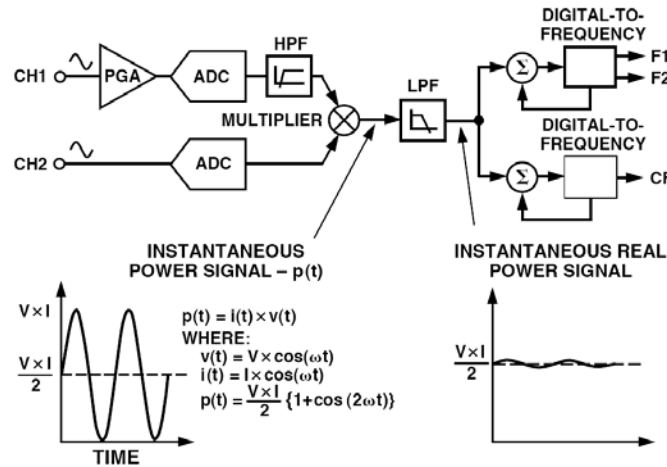 DIGITAL-TO-
FREQUENCY
HPF
F1
CH1
PGA
ADC
Σ
F2
LPF
MULTIPLIER
DIGITAL-TO-
FREQUENCY
CH2
ADC
Σ
CF
INSTANTANEOUS
POWER SIGNAL – p(t)
INSTANTANEOUS REAL
POWER SIGNAL
V × I
p(t) = i(t) × v(t)
WHERE:
v(t) = V × cos(ωt)
i(t) = I × cos(ωt)
p(t) = V × I / 2 {1+cos (2ωt)}
V × I
2
TIME
V × I
2